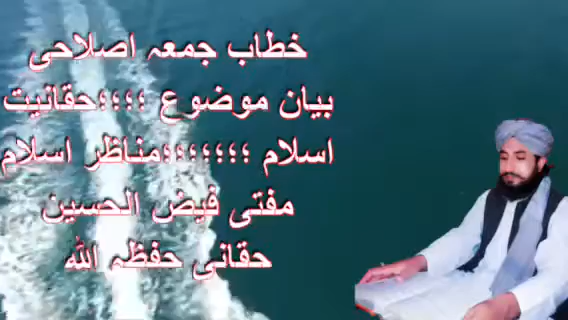 خطاب جمعہ اصلاحی
بیان موضوع ؛؛؛؛حقانیت
اسلام ؛؛؛؛؛؛؛مناظر اسلام
مفتی فیض الحسین
حقانی حفظہ اللہ